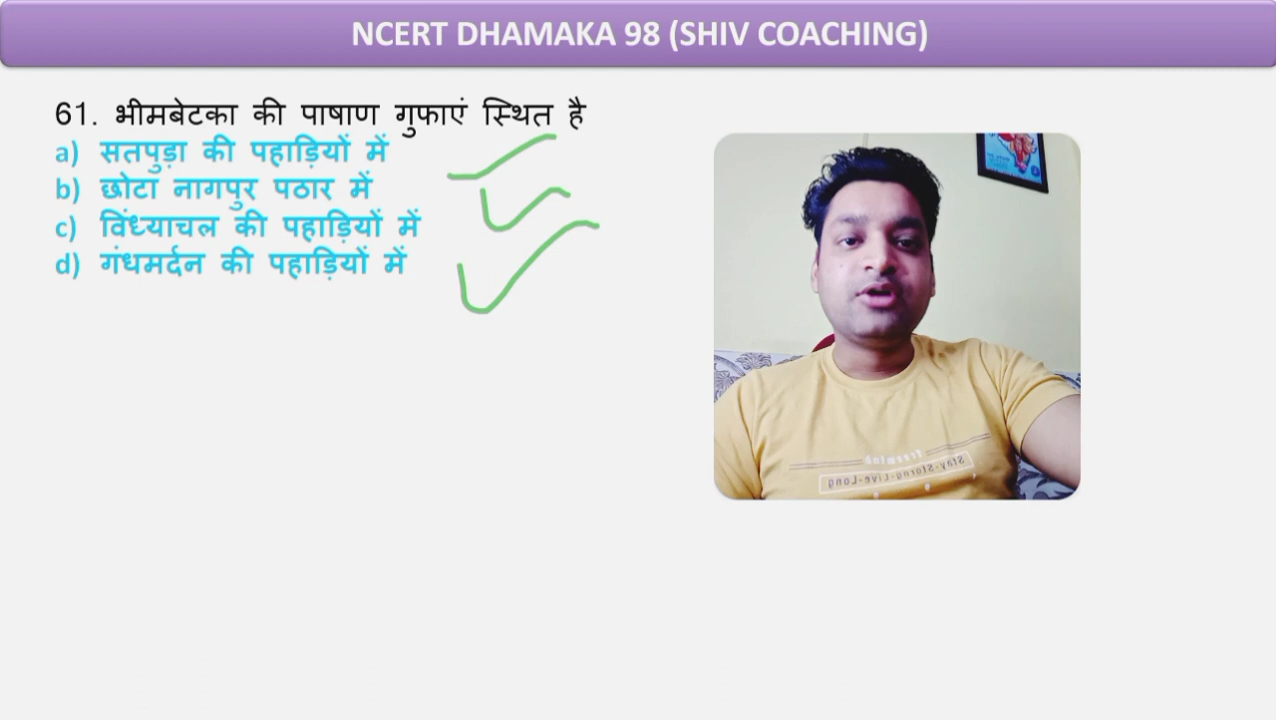 NCERT DHAMAKA 98 (SHIV COACHING)
61. भीमबेटका की पाषाण गुफाएं स्थित है
a) सतपुड़ा की पहाड़ियों में
b) छोटा नागपुर पठार में
c) विंध्याचल की पहाड़ियों में
d) गंधमर्दन की पहाड़ियों में